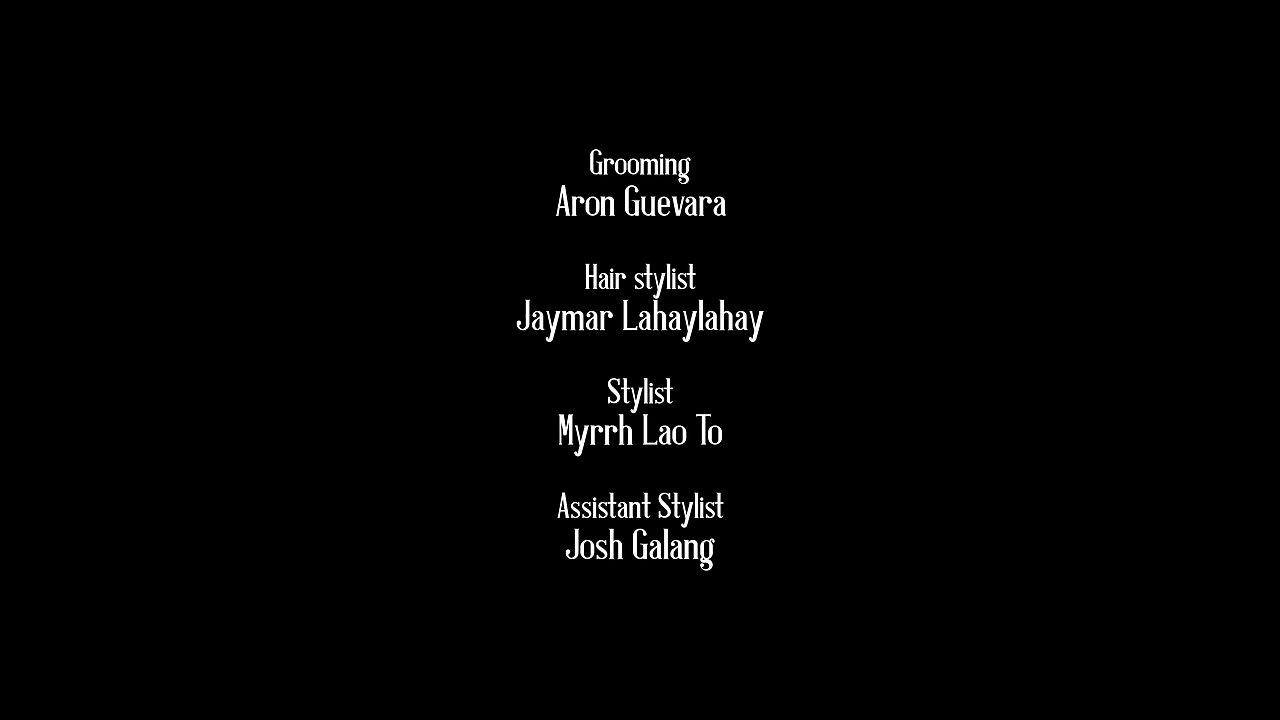 Grooming
Aron Guevara
Hair stylist
Jaymar Lahaylahay
Stylist
Myrrh Lao To
Assistant Stylist
Josh Galang